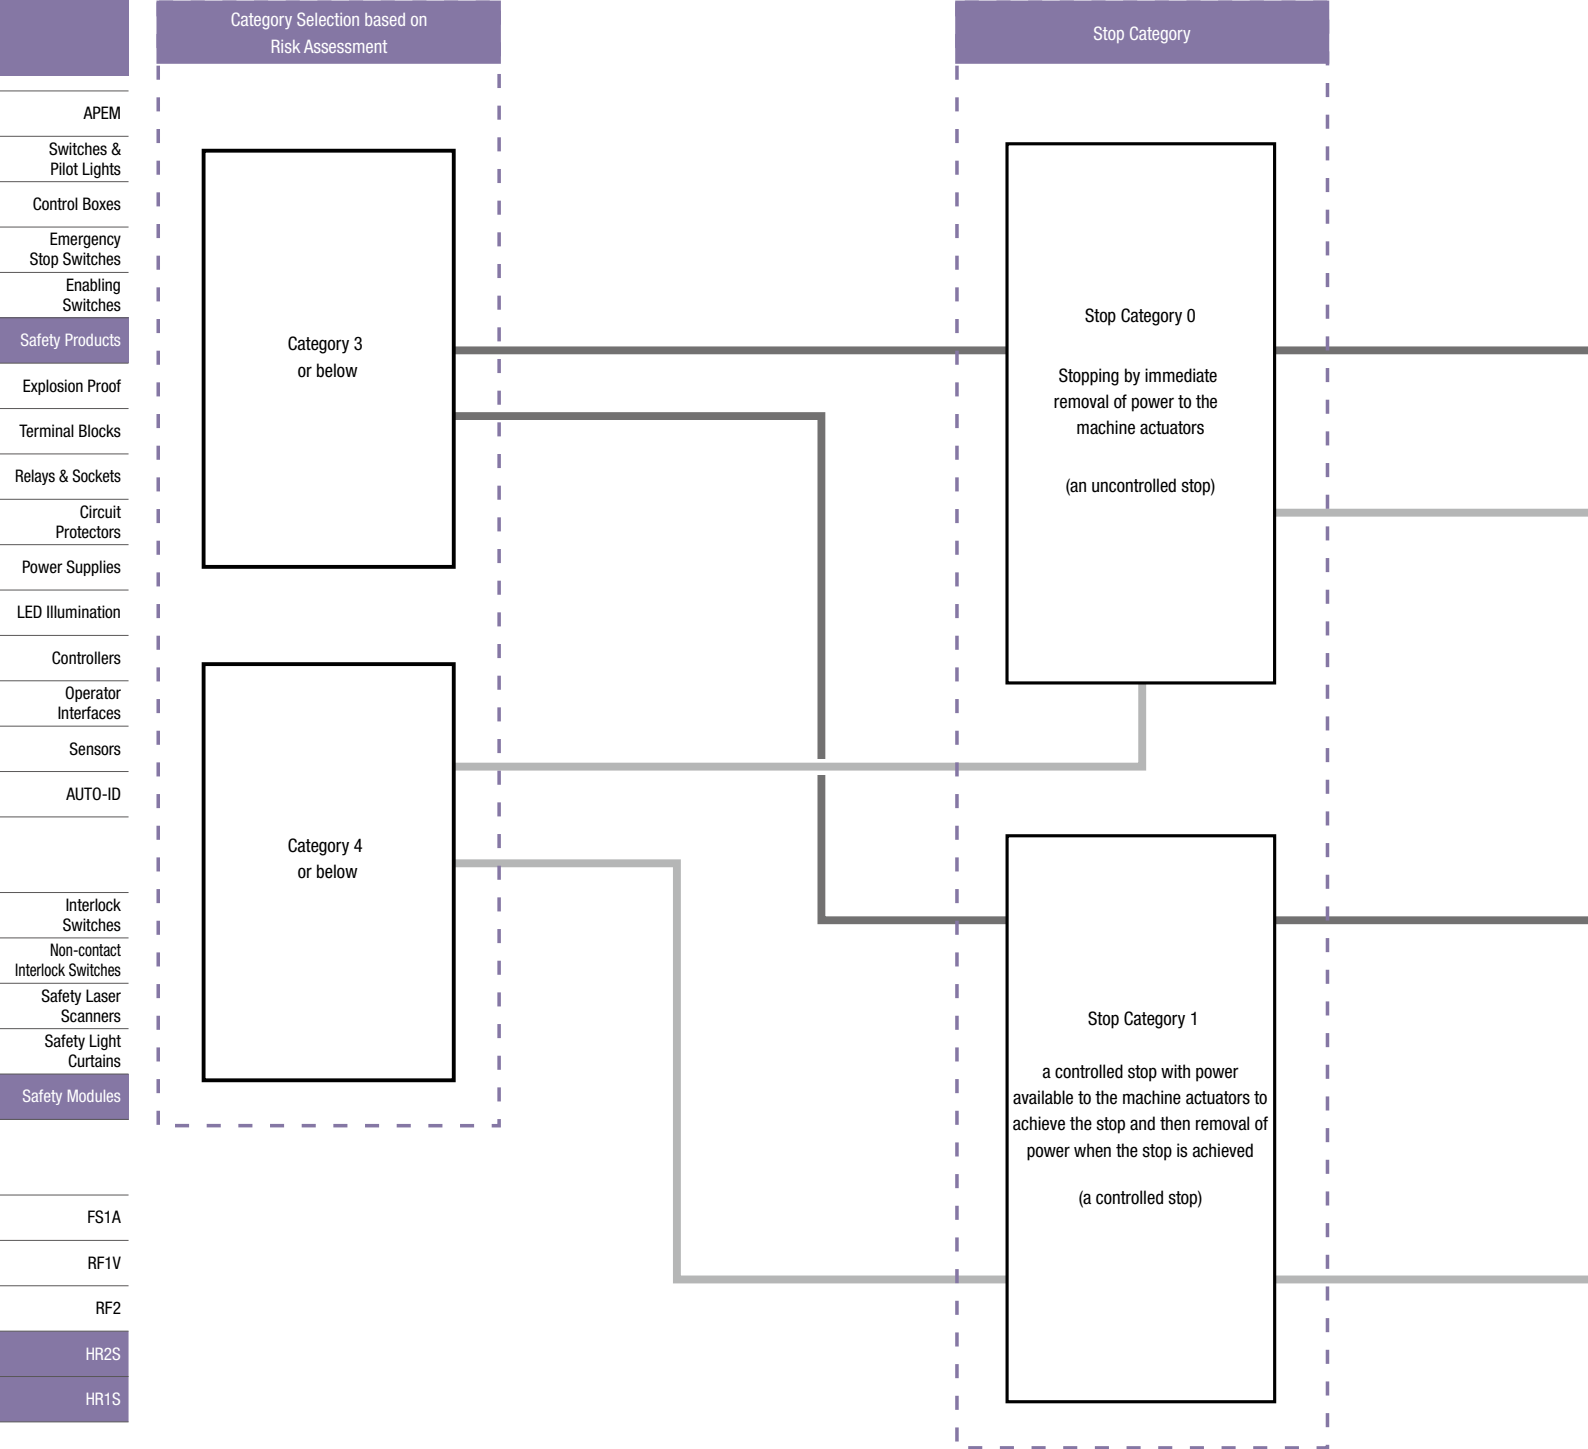 Category Selection based on
Risk Assessment
Stop Category
APEM
Switches &
Pilot Lights
Control Boxes
Emergency
Stop Switches
Enabling
Switches
Safety Products
Explosion Proof
Terminal Blocks
Relays & Sockets
Circuit
Protectors
Power Supplies
LED Illumination
Controllers
Operator
Interfaces
Sensors
AUTO-ID
Interlock
Switches
Non-contact
Interlock Switches
Safety Laser
Scanners
Safety Light
Curtains
Safety Modules
FS1A
RF1V
RF2
HR2S
HR1S
Category 3
or below
Category 4
or below
Stop Category 0
Stopping by immediate
removal of power to the
machine actuators
(an uncontrolled stop)
Stop Category 1
a controlled stop with power
available to the machine actuators to
achieve the stop and then removal of
power when the stop is achieved
(a controlled stop)